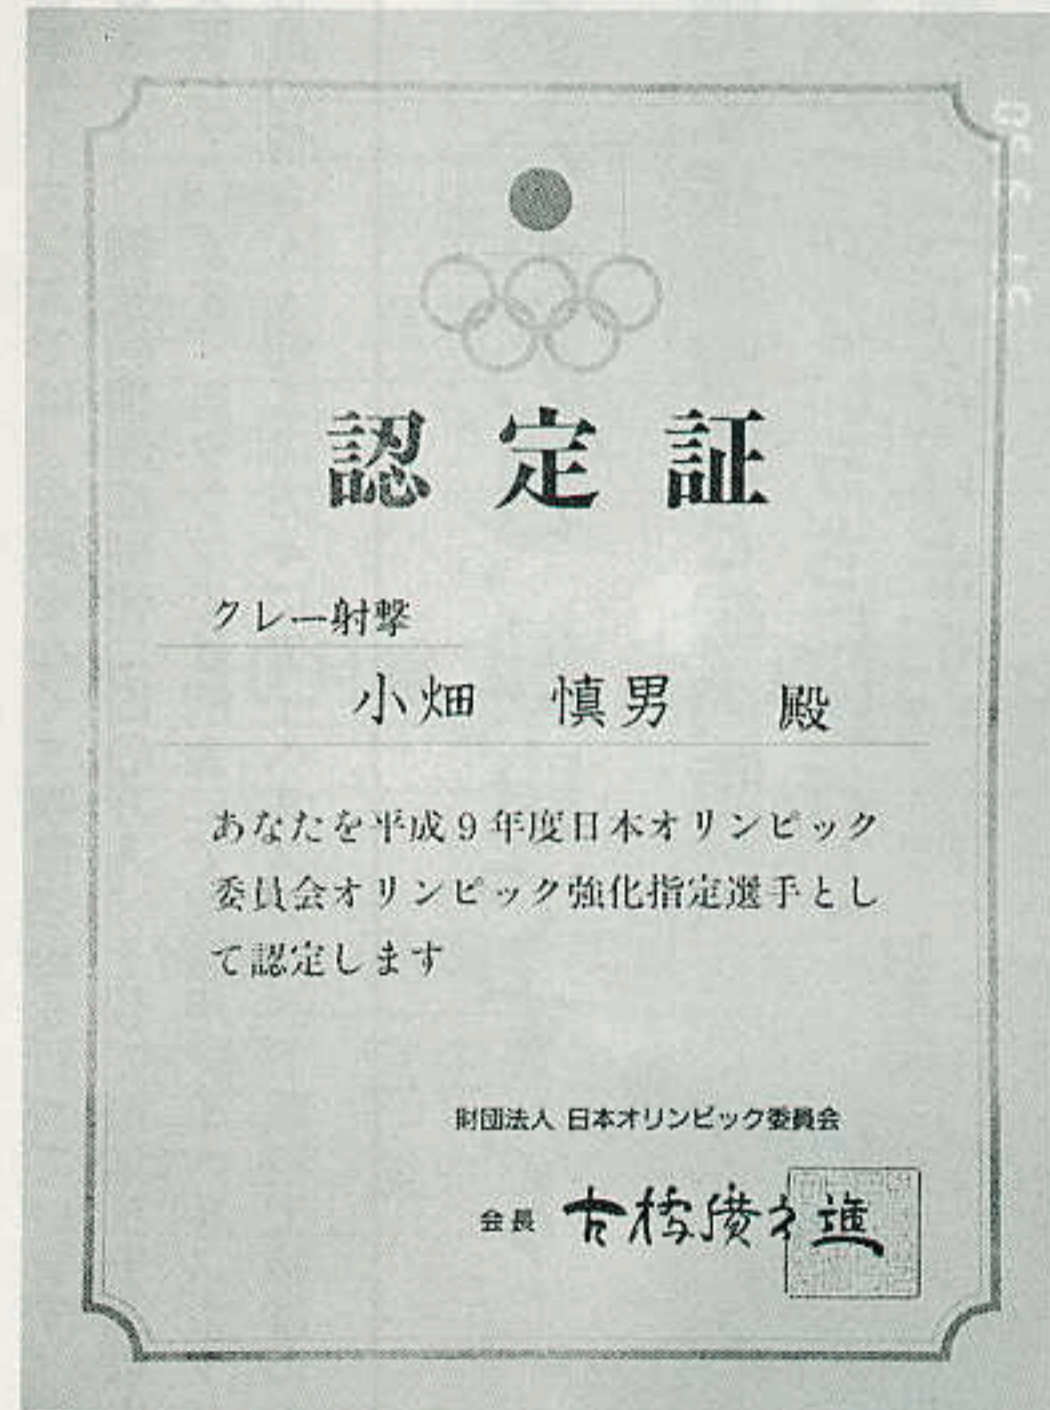 認定証
クレー射撃
小畑 慎男 殿
あなたを平成9年度日本オリンピック
委員会オリンピック強化指定選手とし
て認定します
財団法人 日本オリンピック委員会
会長 古橋廣之進